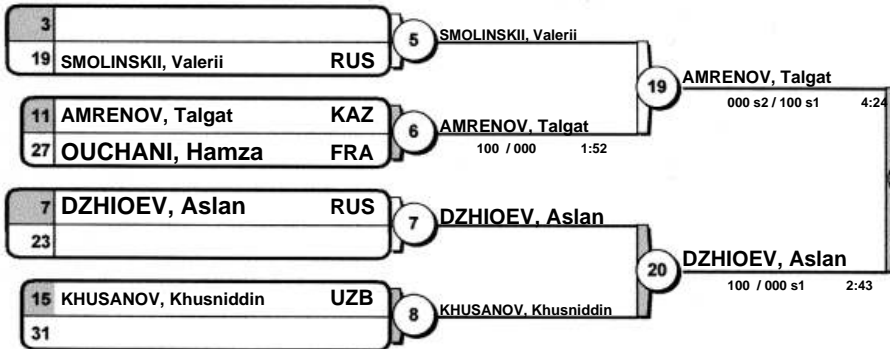 3
19 SMOLINSKII, Valerii RUS
5 SMOLINSKII, Valerii
11 AMRENOV, Talgat KAZ
27 OUCHANI, Hamza FRA
6 AMRENOV, Talgat
100 / 000 1:52
19 AMRENOV, Talgat
000 s2 / 100 s1 4:24
7 DZHIOEV, Aslan RUS
23
7 DZHIOEV, Aslan
15 KHUSANOV, Khusniddin UZB
31
8 KHUSANOV, Khusniddin
20 DZHIOEV, Aslan
100 / 000 s1 2:43